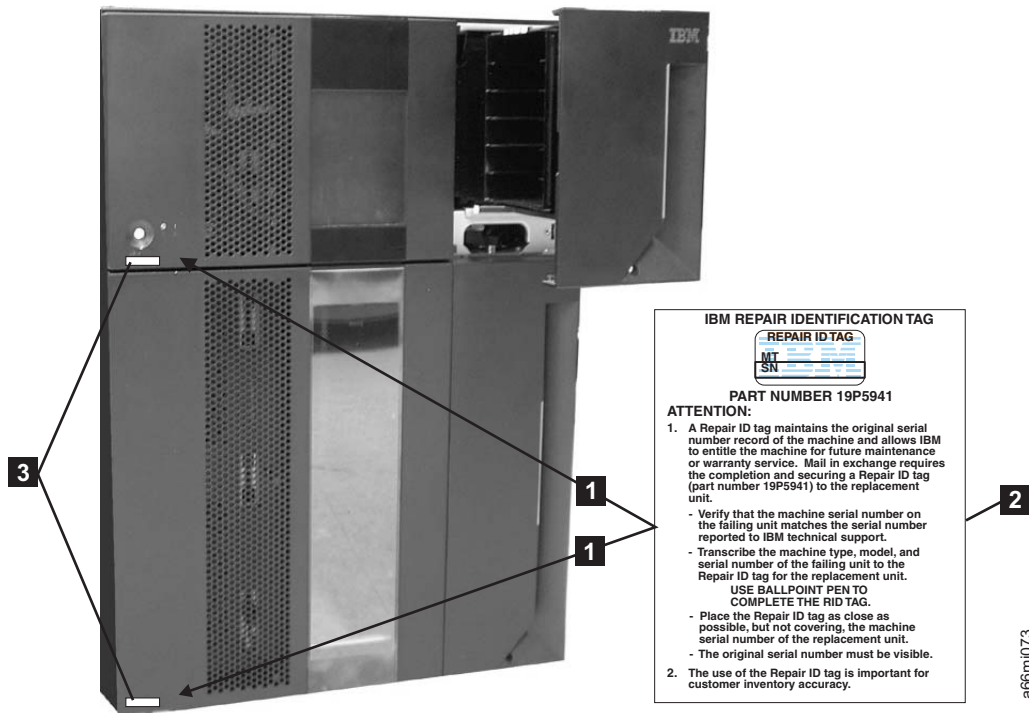 IBM
3
1
1
2
IBM REPAIR IDENTIFICATION TAG
REPAIR ID TAG
IBM
MT
SN
PART NUMBER 19P5941
ATTENTION:
1. A Repair ID tag maintains the original serial
number record of the machine and allows IBM
to entitle the machine for future maintenance
or warranty service. Mail in exchange requires
the completion and securing a Repair ID tag
(part number 19P5941) to the replacement
unit.
- Verify that the machine serial number on
the failing unit matches the serial number
reported to IBM technical support.
- Transcribe the machine type, model, and
serial number of the failing unit to the
Repair ID tag for the replacement unit.
USE BALLPOINT PEN TO
COMPLETE THE RID TAG.
- Place the Repair ID tag as close as
possible, but not covering, the machine
serial number of the replacement unit.
- The original serial number must be visible.
2. The use of the Repair ID tag is important for
customer inventory accuracy.
a66mi073